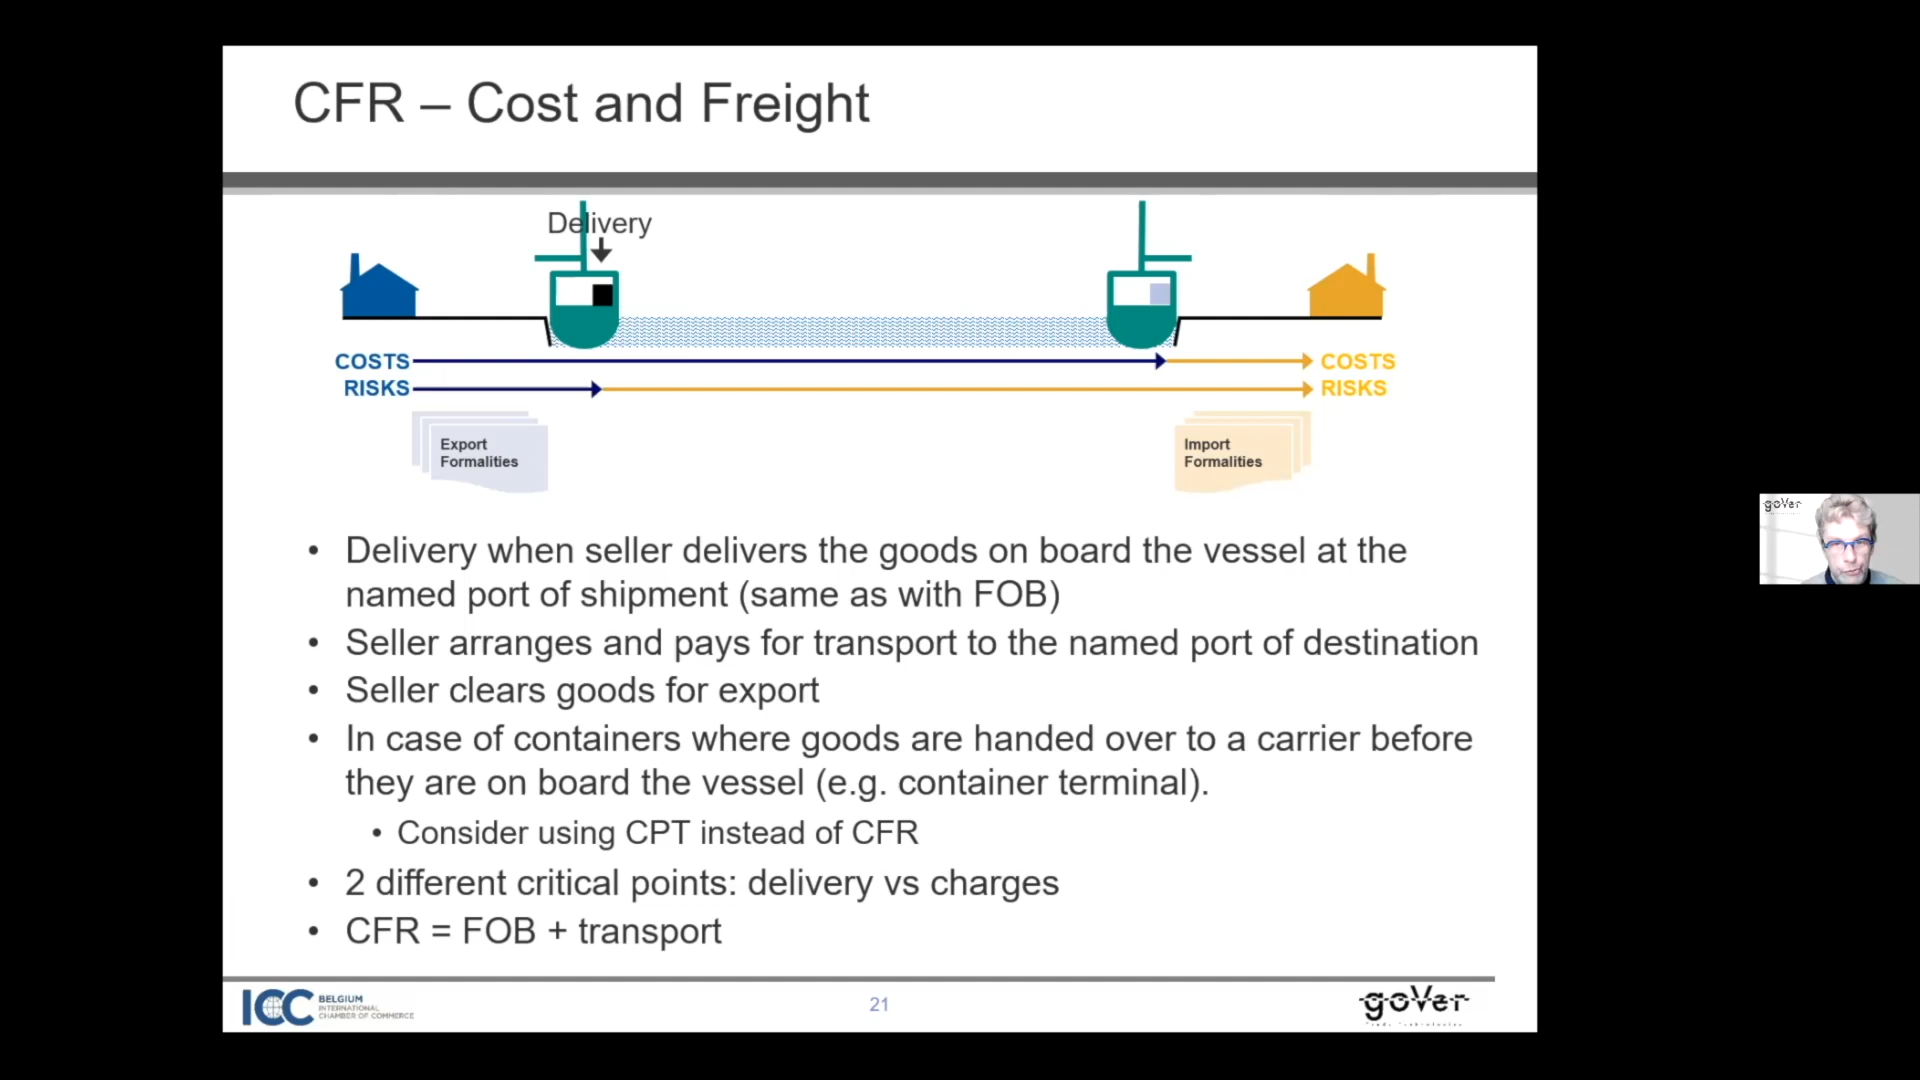 CFR – Cost and Freight
Delivery
COSTS
COSTS
RISKS
RISKS
Export
Formalities
Import
Formalities
• Delivery when seller delivers the goods on board the vessel at the
named port of shipment (same as with FOB)
• Seller arranges and pays for transport to the named port of destination
• Seller clears goods for export
• In case of containers where goods are handed over to a carrier before
they are on board the vessel (e.g. container terminal).
• Consider using CPT instead of CFR
• 2 different critical points: delivery vs charges
• CFR = FOB + transport
ICC
BELGIUM
INTERNATIONAL
CHAMBER OF COMMERCE
21
goVer
goVer